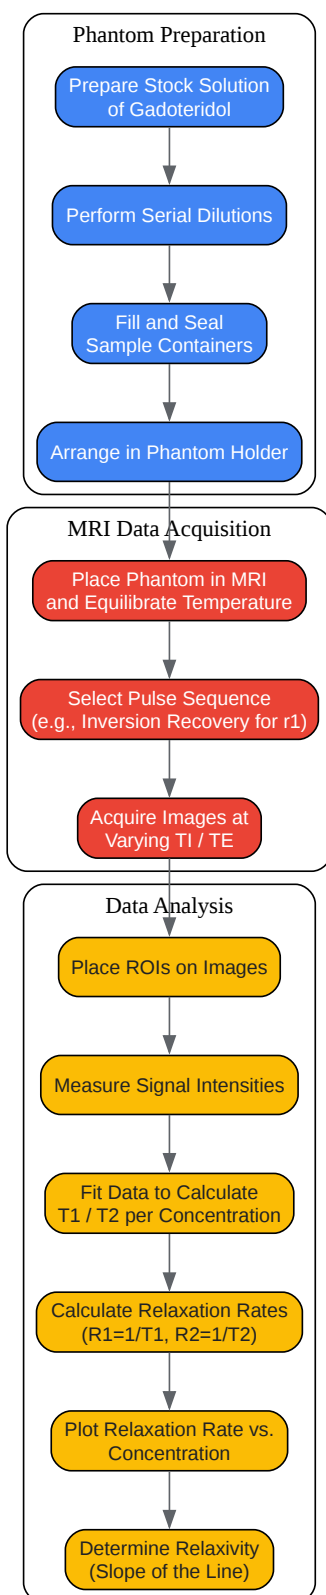 Phantom Preparation
Prepare Stock Solution
of Gadoteridol
Perform Serial Dilutions
Fill and Seal
Sample Containers
Arrange in Phantom Holder
MRI Data Acquisition
Place Phantom in MRI
and Equilibrate Temperature
Select Pulse Sequence
(e.g., Inversion Recovery for r1)
Acquire Images at
Varying TI / TE
Data Analysis
Place ROIs on Images
Measure Signal Intensities
Fit Data to Calculate
T1 / T2 per Concentration
Calculate Relaxation Rates
(R1=1/T1, R2=1/T2)
Plot Relaxation Rate vs.
Concentration
Determine Relaxivity
(Slope of the Line)